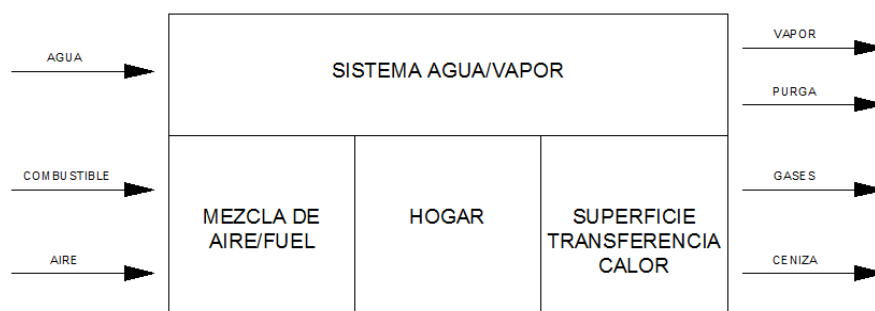 AGUA
COMBUSTIBLE
AIRE
SISTEMA AGUA/VAPOR
MEZCLA DE
AIRE/FUEL
HOGAR
SUPERFICIE
TRANSFERENCIA
CALOR
VAPOR
PURGA
GASES
CENIZA